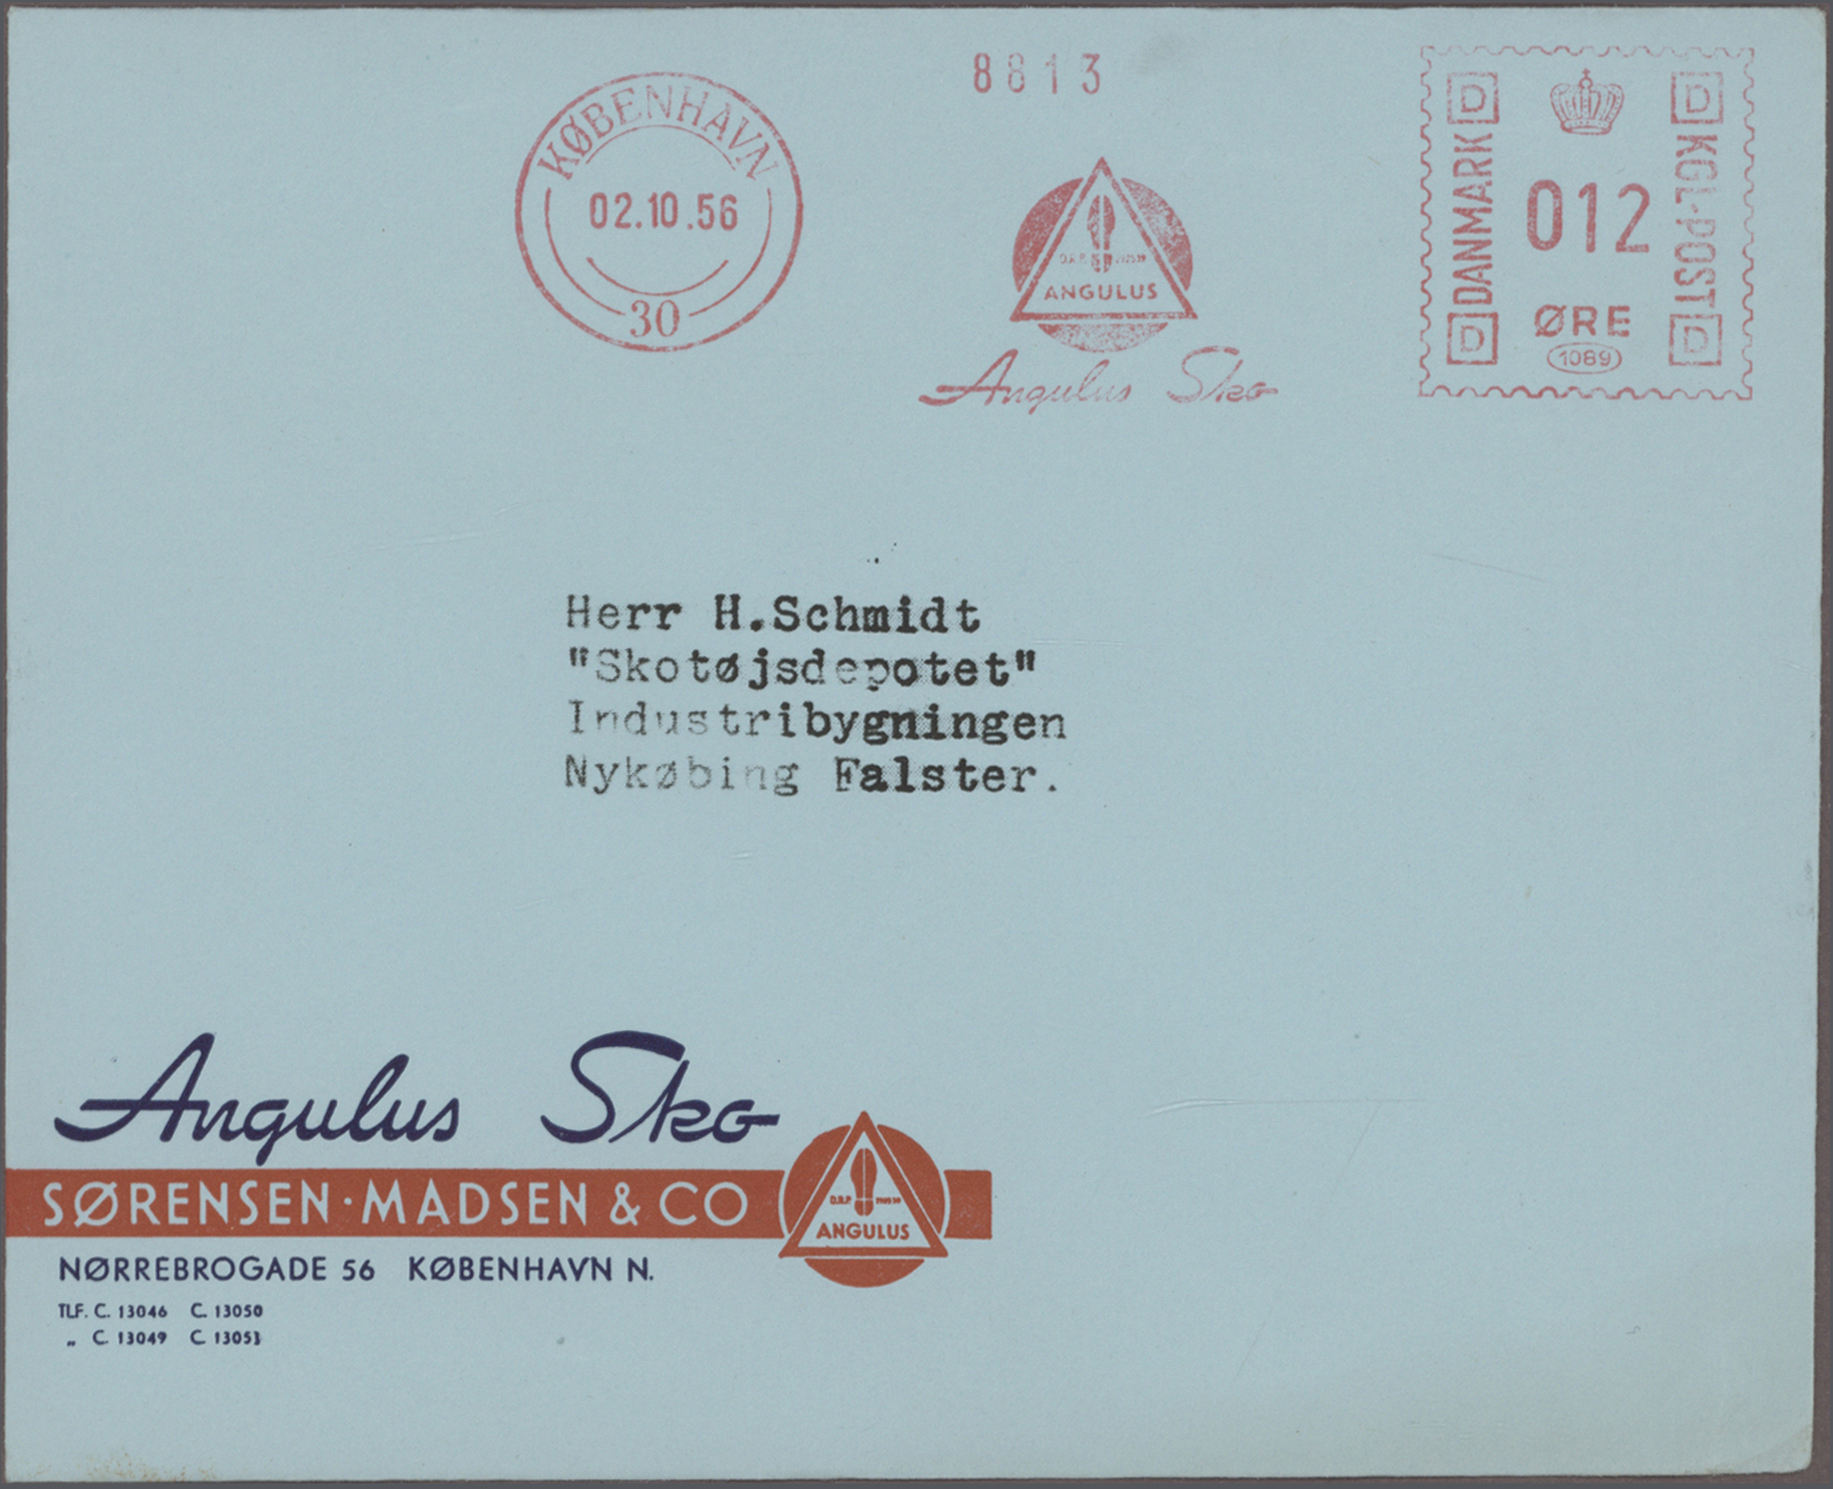 8813
KØBENHAVN
02.10.56
30
ANGULUS
Angulus Sko
D D
DANMARK
KGL·POST
012
ØRE
1089
D D
Herr H.Schmidt
"Skotøjsdepotet"
Industribygningen
Nykøbing Falster.
Angulus Sko
SØRENSEN·MADSEN & CO
ANGULUS
NØRREBROGADE 56 KØBENHAVN N.
TLF. C. 13046 C. 13050
„ C. 13049 C. 13053